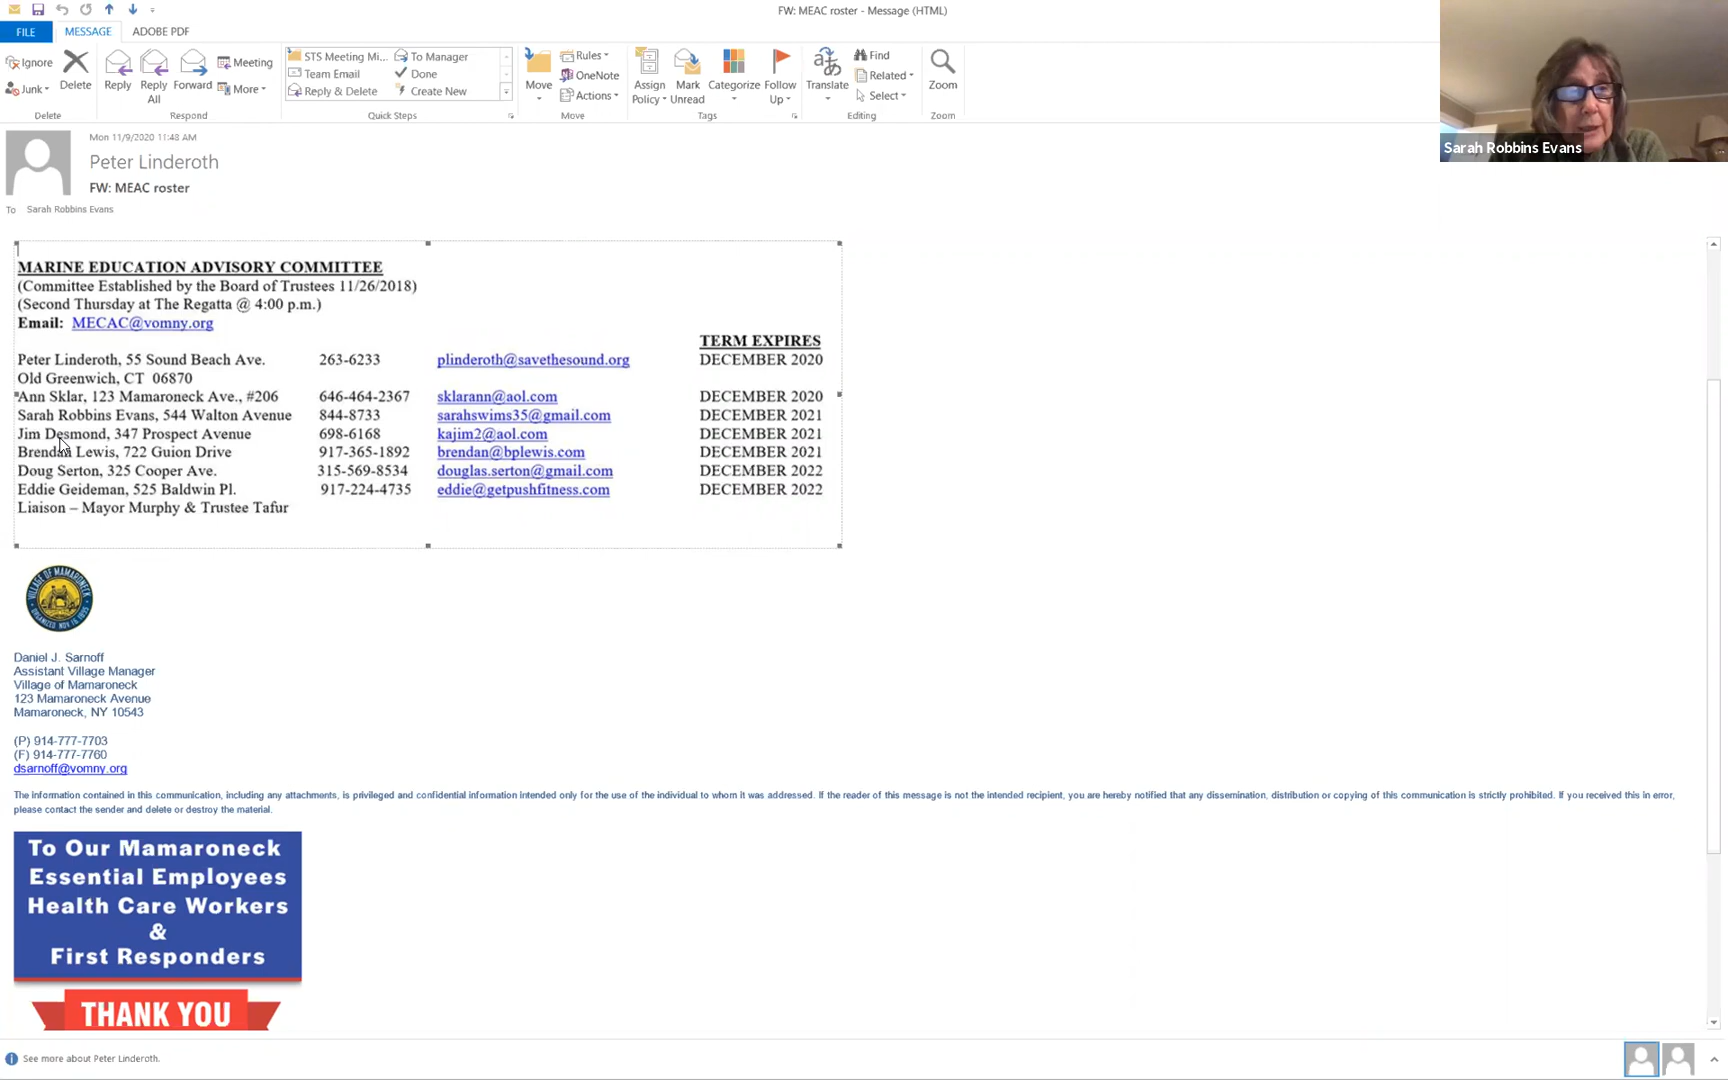 FW: MEAC roster - Message (HTML)
FILE MESSAGE ADOBE PDF
Ignore
Junk
Delete
Reply
Reply All
Forward
Meeting
More
STS Meeting Mi...
Team Email
Reply & Delete
To Manager
Done
Create New
Move
Rules
OneNote
Actions
Assign Policy
Mark Unread
Categorize
Follow Up
Translate
Find
Related
Select
Zoom
Delete Respond Quick Steps Move Tags Editing Zoom
Sarah Robbins Evans
Mon 11/9/2020 11:48 AM
Peter Linderoth
FW: MEAC roster
To Sarah Robbins Evans
MARINE EDUCATION ADVISORY COMMITTEE
(Committee Established by the Board of Trustees 11/26/2018)
(Second Thursday at The Regatta @ 4:00 p.m.)
Email: MECAC@vomny.org
TERM EXPIRES
Peter Linderoth, 55 Sound Beach Ave. 263-6233 plinderoth@savethesound.org DECEMBER 2020
Old Greenwich, CT 06870
Ann Sklar, 123 Mamaroneck Ave., #206 646-464-2367 sklarann@aol.com DECEMBER 2020
Sarah Robbins Evans, 544 Walton Avenue 844-8733 sarahswims35@gmail.com DECEMBER 2021
Jim Desmond, 347 Prospect Avenue 698-6168 kajim2@aol.com DECEMBER 2021
Brendan Lewis, 722 Guion Drive 917-365-1892 brendan@bplewis.com DECEMBER 2021
Doug Serton, 325 Cooper Ave. 315-569-8534 douglas.serton@gmail.com DECEMBER 2022
Eddie Geideman, 525 Baldwin Pl. 917-224-4735 eddie@getpushfitness.com DECEMBER 2022
Liaison – Mayor Murphy & Trustee Tafur
VILLAGE OF MAMARONECK
Daniel J. Sarnoff
Assistant Village Manager
Village of Mamaroneck
123 Mamaroneck Avenue
Mamaroneck, NY 10543
(P) 914-777-7703
(F) 914-777-7760
dsarnoff@vomny.org
The information contained in this communication, including any attachments, is privileged and confidential information intended only for the use of the individual to whom it was addressed. If the reader of this message is not the intended recipient, you are hereby notified that any dissemination, distribution or copying of this communication is strictly prohibited. If you received this in error,
please contact the sender and delete or destroy the material.
To Our Mamaroneck
Essential Employees
Health Care Workers
&
First Responders
THANK YOU
See more about Peter Linderoth.